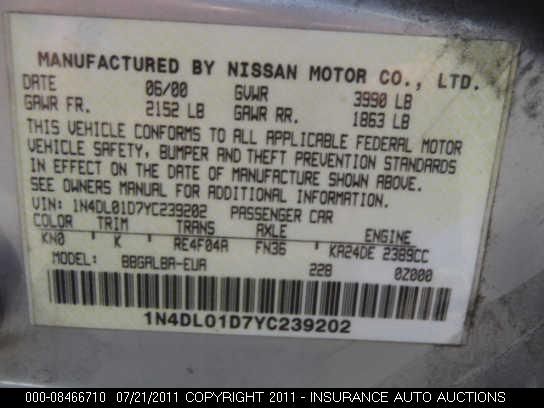 MANUFACTURED BY NISSAN MOTOR CO., LTD.
DATE 06/00 GVWR 3990 LB
GAWR FR. 2152 LB GAWR RR. 1863 LB
THIS VEHICLE CONFORMS TO ALL APPLICABLE FEDERAL MOTOR
VEHICLE SAFETY, BUMPER AND THEFT PREVENTION STANDARDS
IN EFFECT ON THE DATE OF MANUFACTURE SHOWN ABOVE.
SEE OWNERS MANUAL FOR ADDITIONAL INFORMATION.
VIN: 1N4DL01D7YC239202 PASSENGER CAR
COLOR TRIM TRANS AXLE ENGINE
KN0 K RE4F04A FN36 KA24DE 2389CC
MODEL: BBGALBA-EUA 228 0Z000
1N4DL01D7YC239202
000-08466710 07/21/2011 COPYRIGHT 2011 - INSURANCE AUTO AUCTIONS